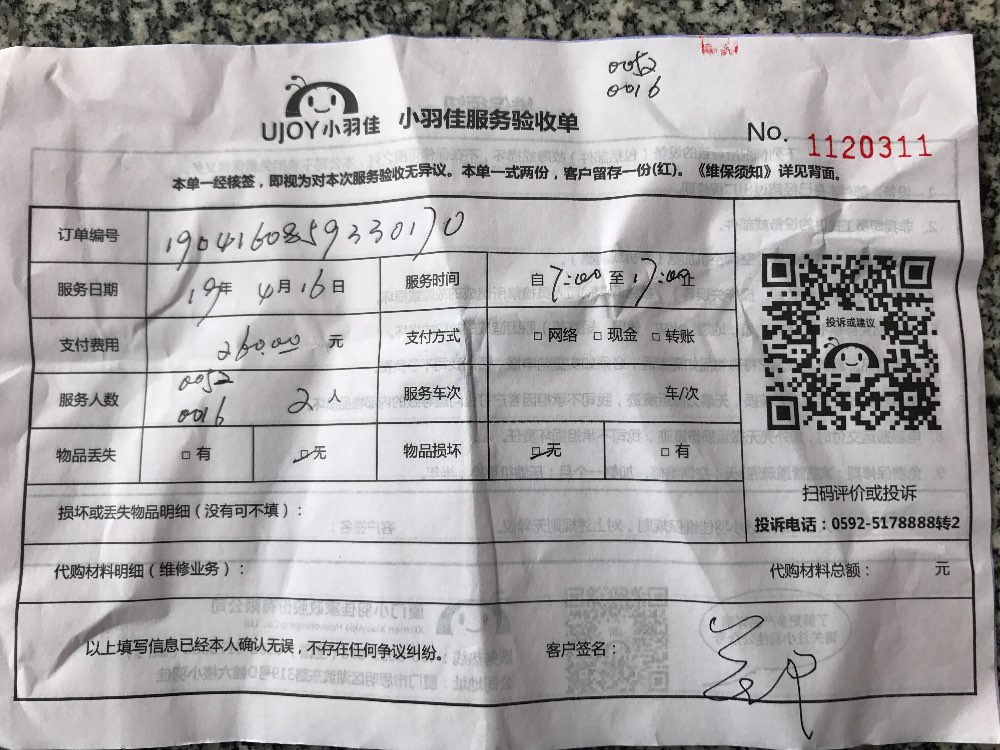 0052
0016
UJOY小羽佳 小羽佳服务验收单
No. 1120311
本单一经核签，即视为对本次服务验收无异议。本单一式两份，客户留存一份(红)。《维保须知》详见背面。
订单编号 1904160859330170
服务日期 19年 4月16日 服务时间 自7:00至17:00止
支付费用 260.00 元 支付方式 □ 网络 □ 现金 □ 转账
投诉或建议
服务人数 0052 0016 2人 服务车次 车/次
物品丢失 □ 有 ☑无 物品损坏 ☑无 □ 有
扫码评价或投诉
损坏或丢失物品明细（没有可不填）：
投诉电话：0592-5178888转2
代购材料明细（维修业务）： 代购材料总额： 元
以上填写信息已经本人确认无误，不存在任何争议纠纷。 客户签名：